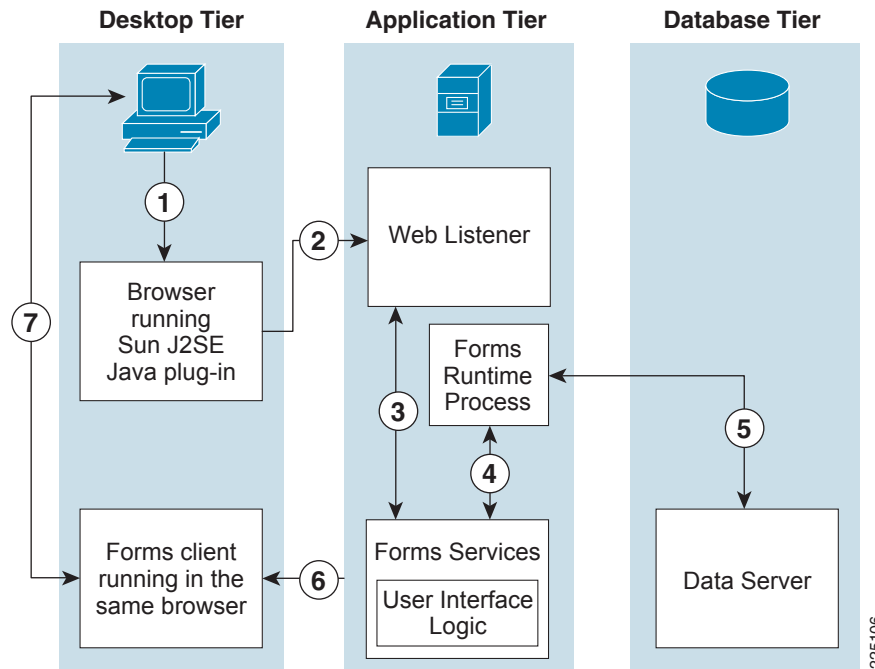 Desktop Tier
Application Tier
Database Tier
1
2
Web Listener
Browser
running
Sun J2SE
Java plug-in
7
Forms
Runtime
Process
3
5
4
Forms client
running in the
same browser
6
Forms Services
User Interface
Logic
Data Server
225106